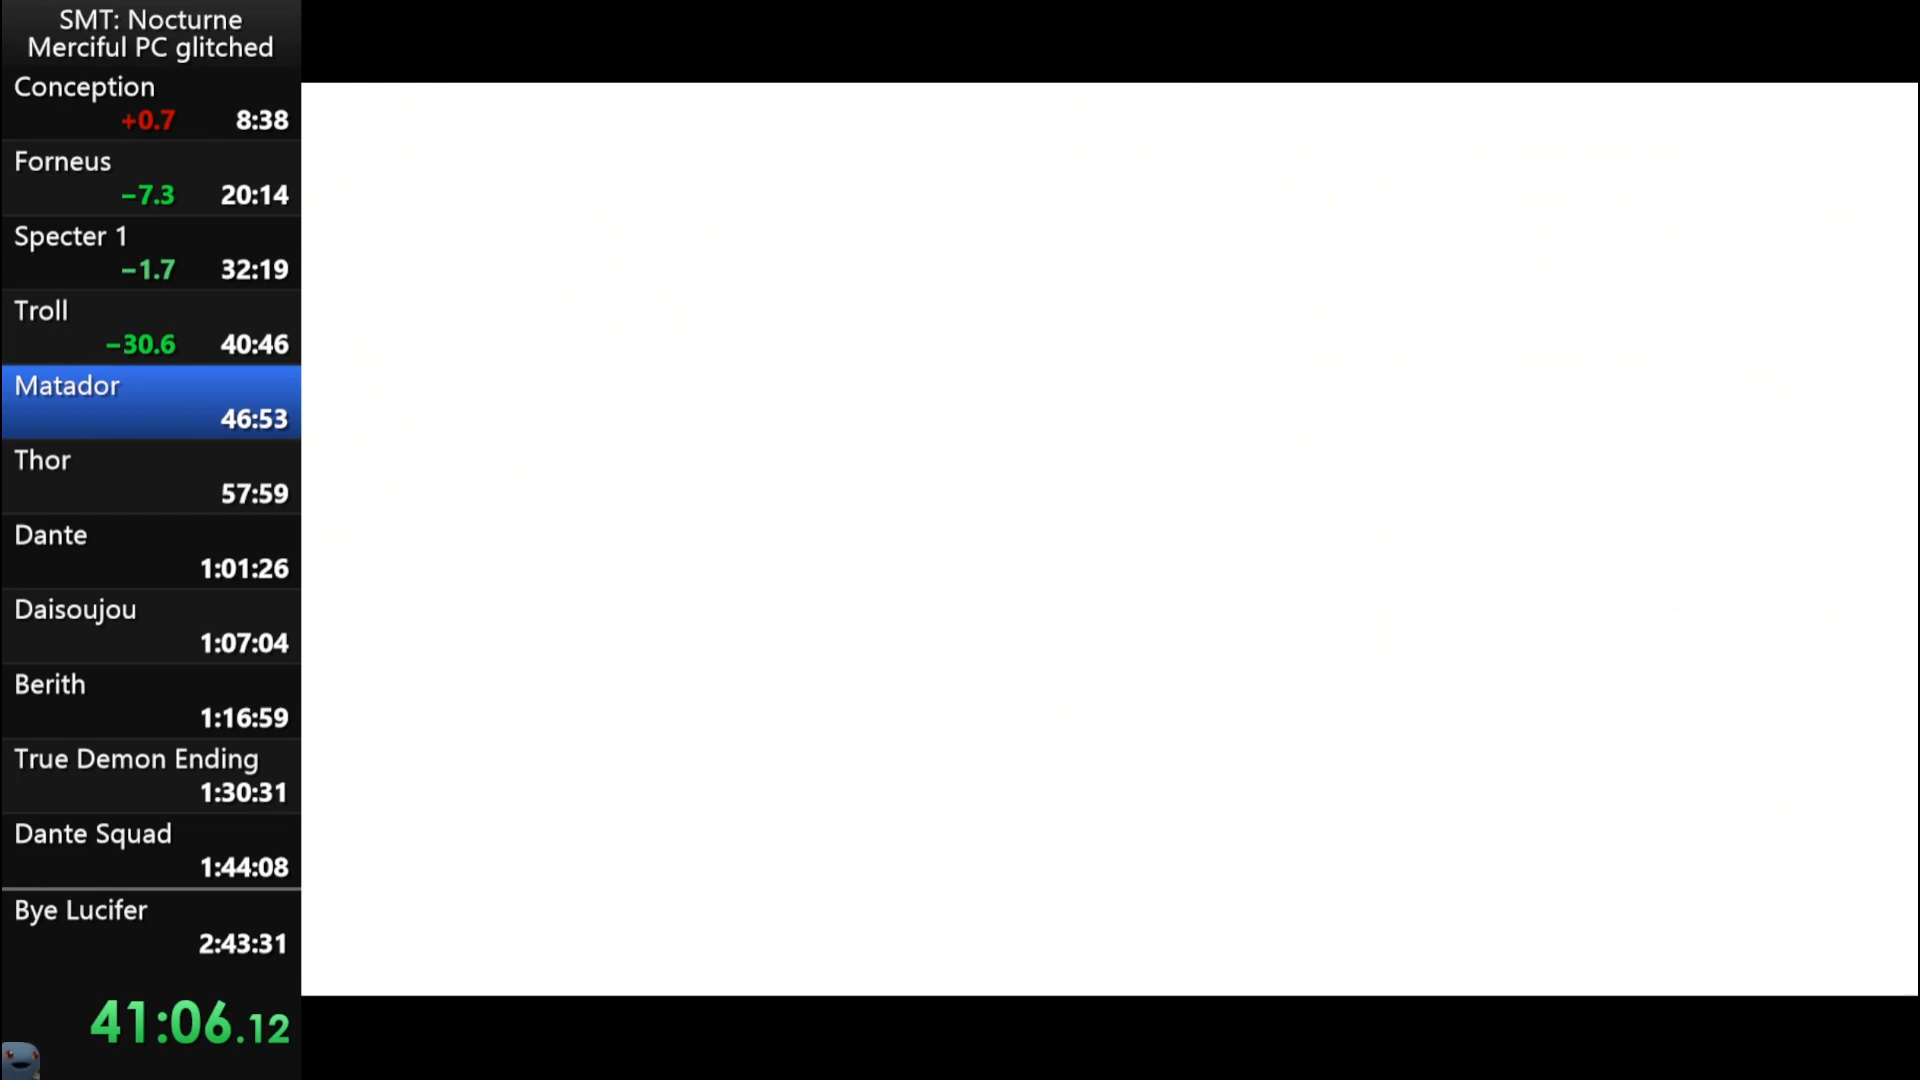 SMT: Nocturne
Merciful PC glitched
Conception
+0.7 8:38
Forneus
−7.3 20:14
Specter 1
−1.7 32:19
Troll
−30.6 40:46
Matador
46:53
Thor
57:59
Dante
1:01:26
Daisoujou
1:07:04
Berith
1:16:59
True Demon Ending
1:30:31
Dante Squad
1:44:08
Bye Lucifer
2:43:31
41:06.12